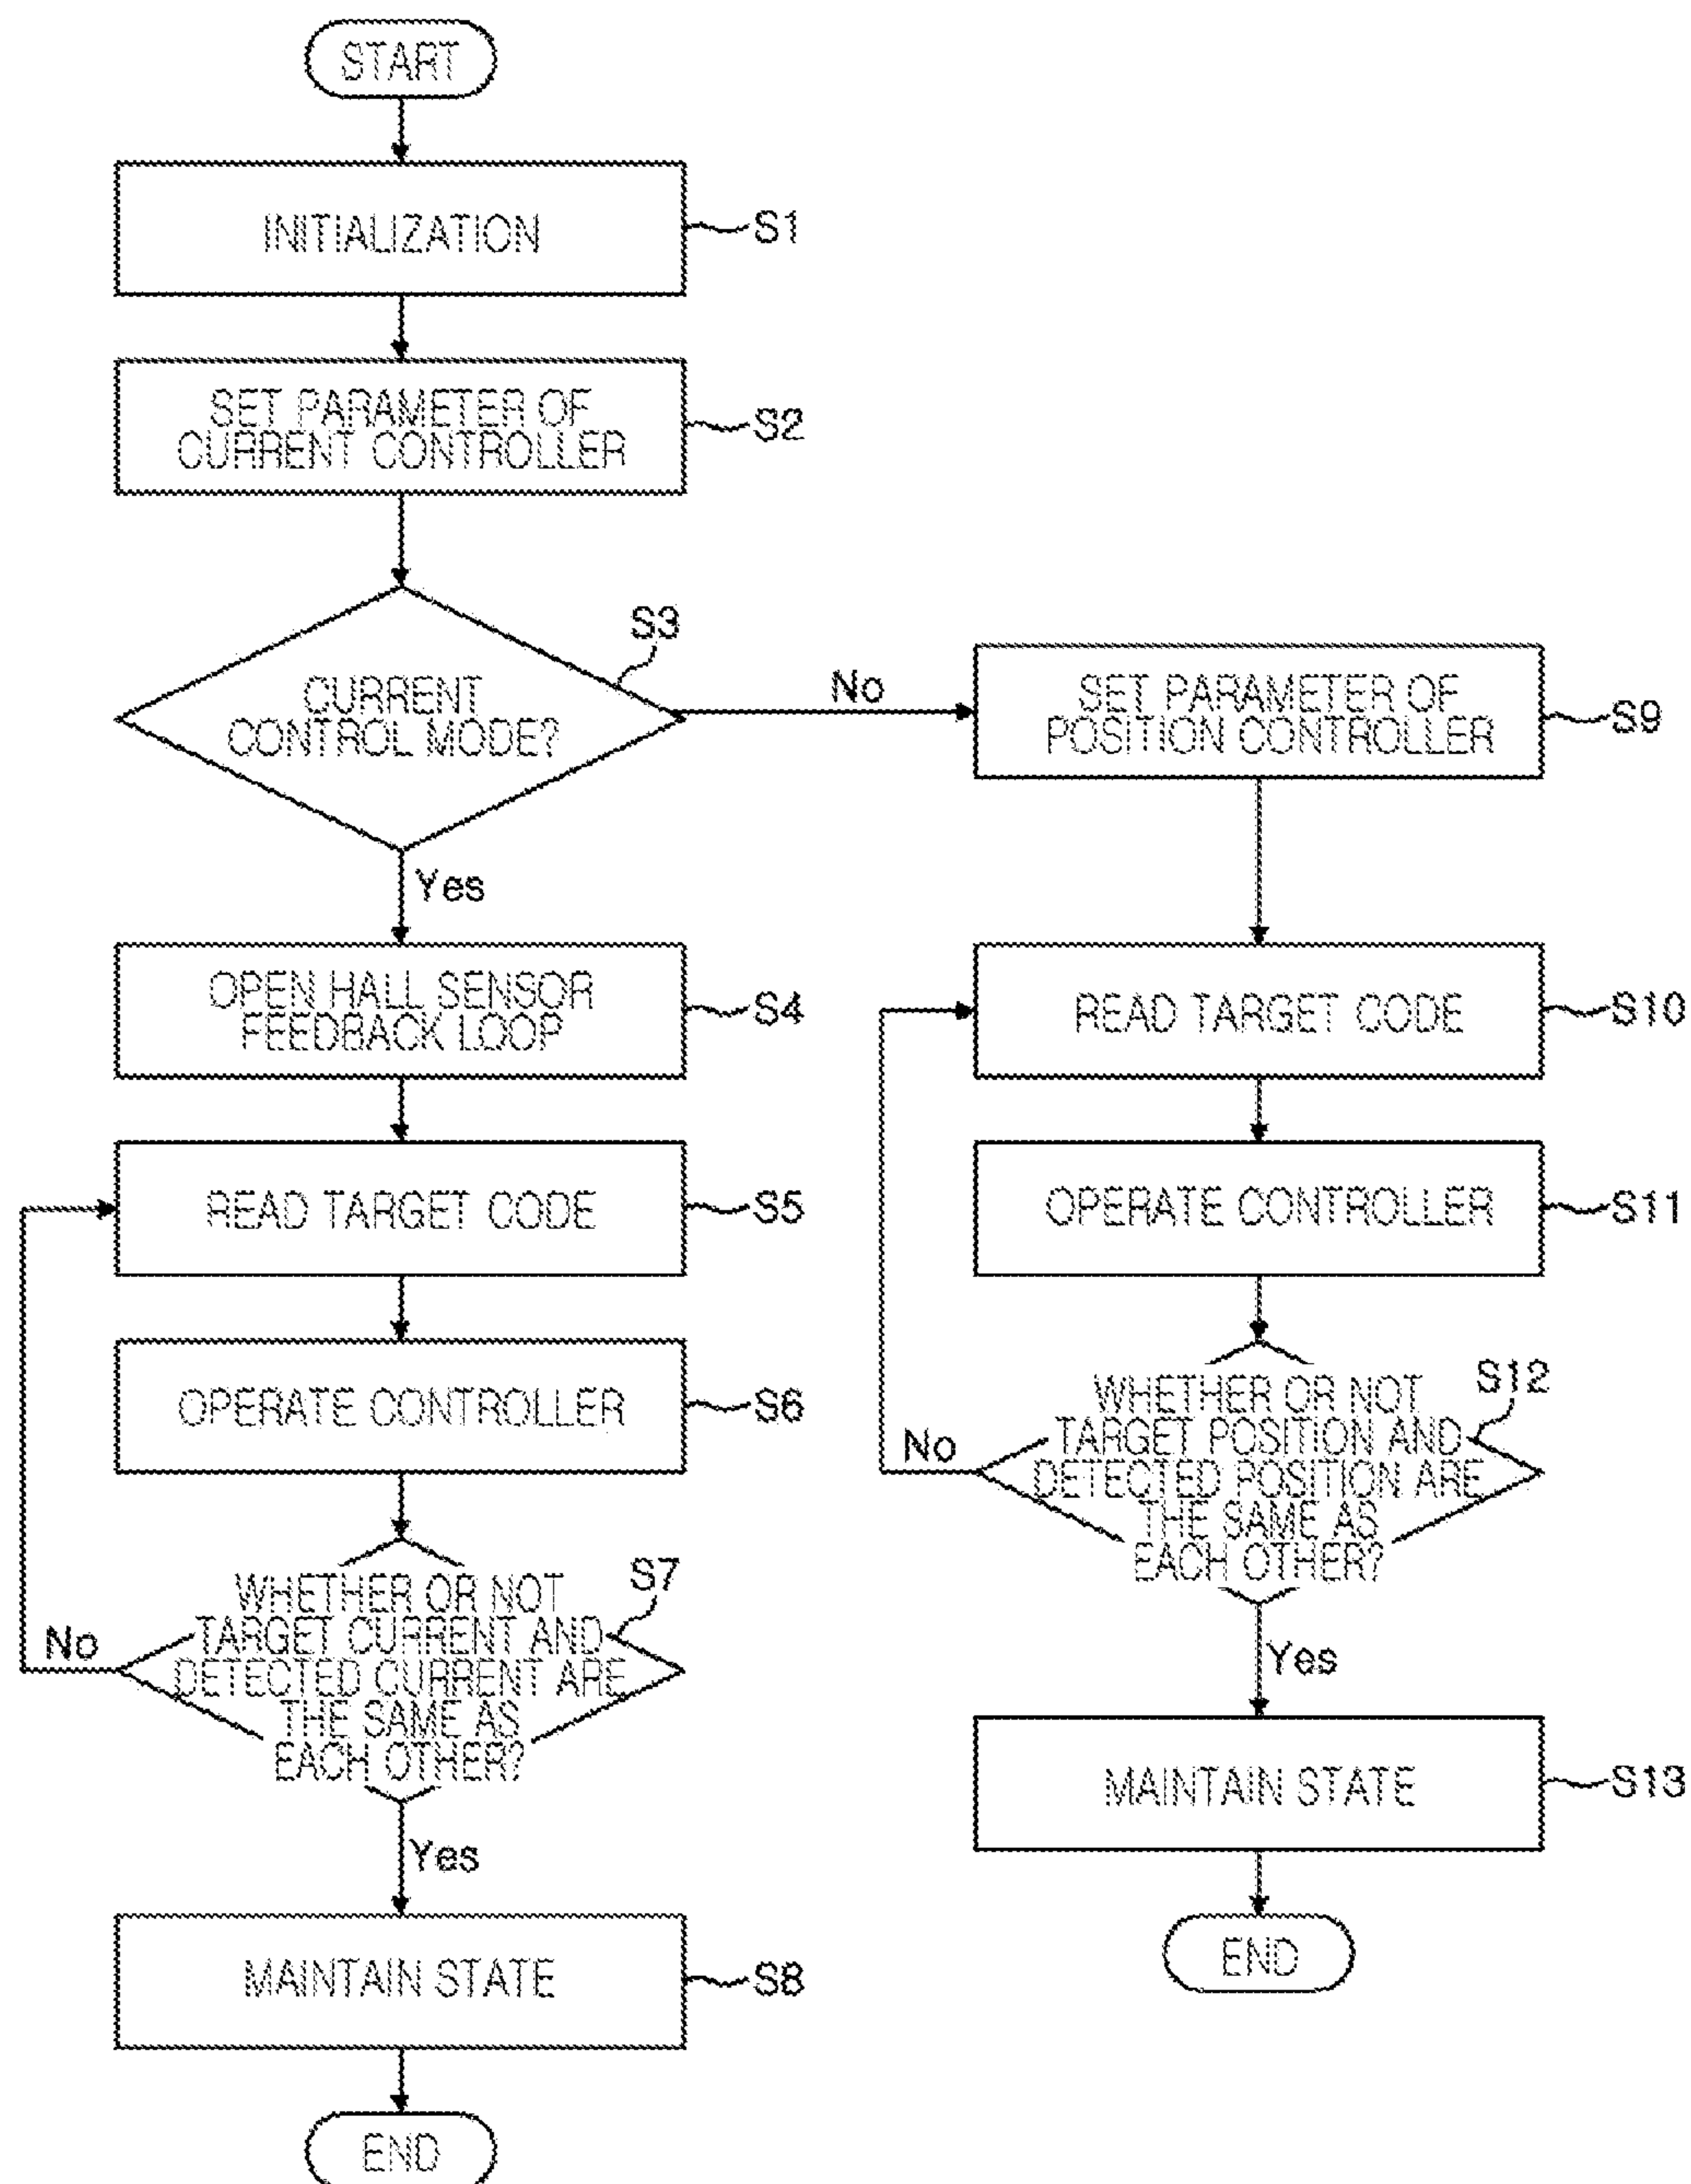 START
INITIALIZATION
S1
SET PARAMETER OF
CURRENT CONTROLLER
S2
S3
CURRENT
CONTROL MODE?
No
Yes
SET PARAMETER OF
POSITION CONTROLLER
S9
OPEN HALL SENSOR
FEEDBACK LOOP
S4
READ TARGET CODE
S10
READ TARGET CODE
S5
OPERATE CONTROLLER
S11
OPERATE CONTROLLER
S6
S12
WHETHER OR NOT
TARGET POSITION AND
DETECTED POSITION ARE
THE SAME AS
EACH OTHER?
No
Yes
S7
WHETHER OR NOT
TARGET CURRENT AND
DETECTED CURRENT ARE
THE SAME AS
EACH OTHER?
No
Yes
MAINTAIN STATE
S13
MAINTAIN STATE
S8
END
END